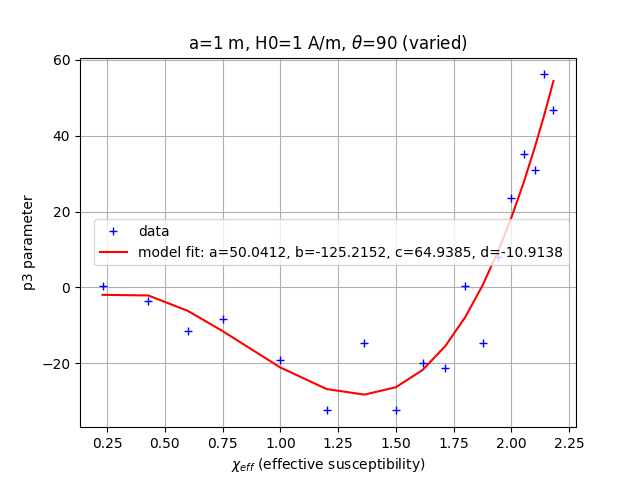 a=1 m, H0=1 A/m, θ=90 (varied)
60
40
20
0
−20
p3 parameter
data
model fit: a=50.0412, b=-125.2152, c=64.9385, d=-10.9138
0.25 0.50 0.75 1.00 1.25 1.50 1.75 2.00 2.25
χeff (effective susceptibility)